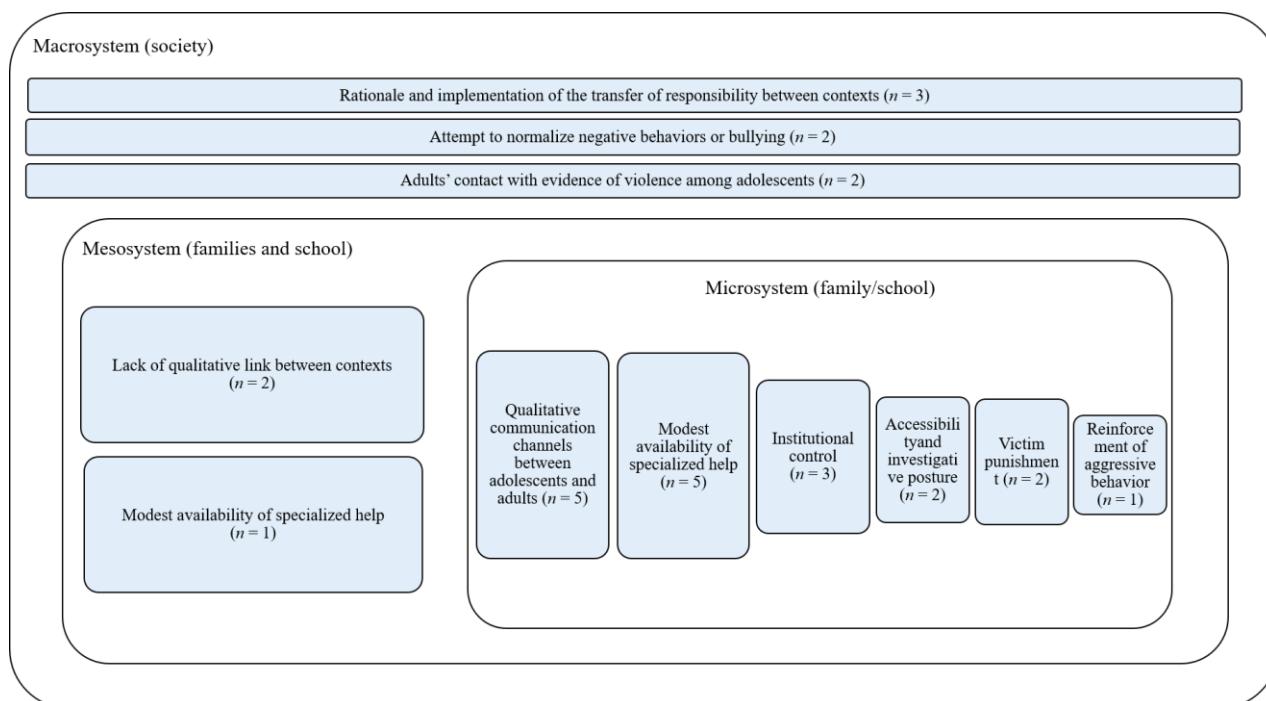 Macrosystem (society)
Rationale and implementation of the transfer of responsibility between contexts (n = 3)
Attempt to normalize negative behaviors or bullying (n = 2)
Adults’ contact with evidence of violence among adolescents (n = 2)
Mesosystem (families and school)
Lack of qualitative link between contexts
(n = 2)
Modest availability of specialized help
(n = 1)
Microsystem (family/school)
Qualitative
communication
channels
between
adolescents and
adults (n = 5)
Modest
availability of
specialized help
(n = 5)
Institutional
control
(n = 3)
Accessibili
tyand
investigati
ve posture
(n = 2)
Victim
punishmen
t (n = 2)
Reinforce
ment of
aggressive
behavior
(n = 1)